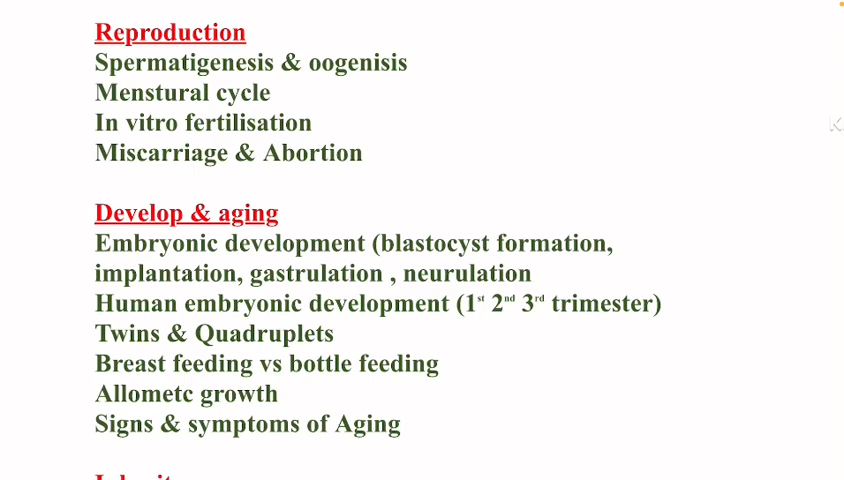 Reproduction
Spermatigenesis & oogenisis
Menstural cycle
In vitro fertilisation
Miscarriage & Abortion
Develop & aging
Embryonic development (blastocyst formation,
implantation, gastrulation , neurulation
Human embryonic development (1st 2nd 3rd trimester)
Twins & Quadruplets
Breast feeding vs bottle feeding
Allometc growth
Signs & symptoms of Aging